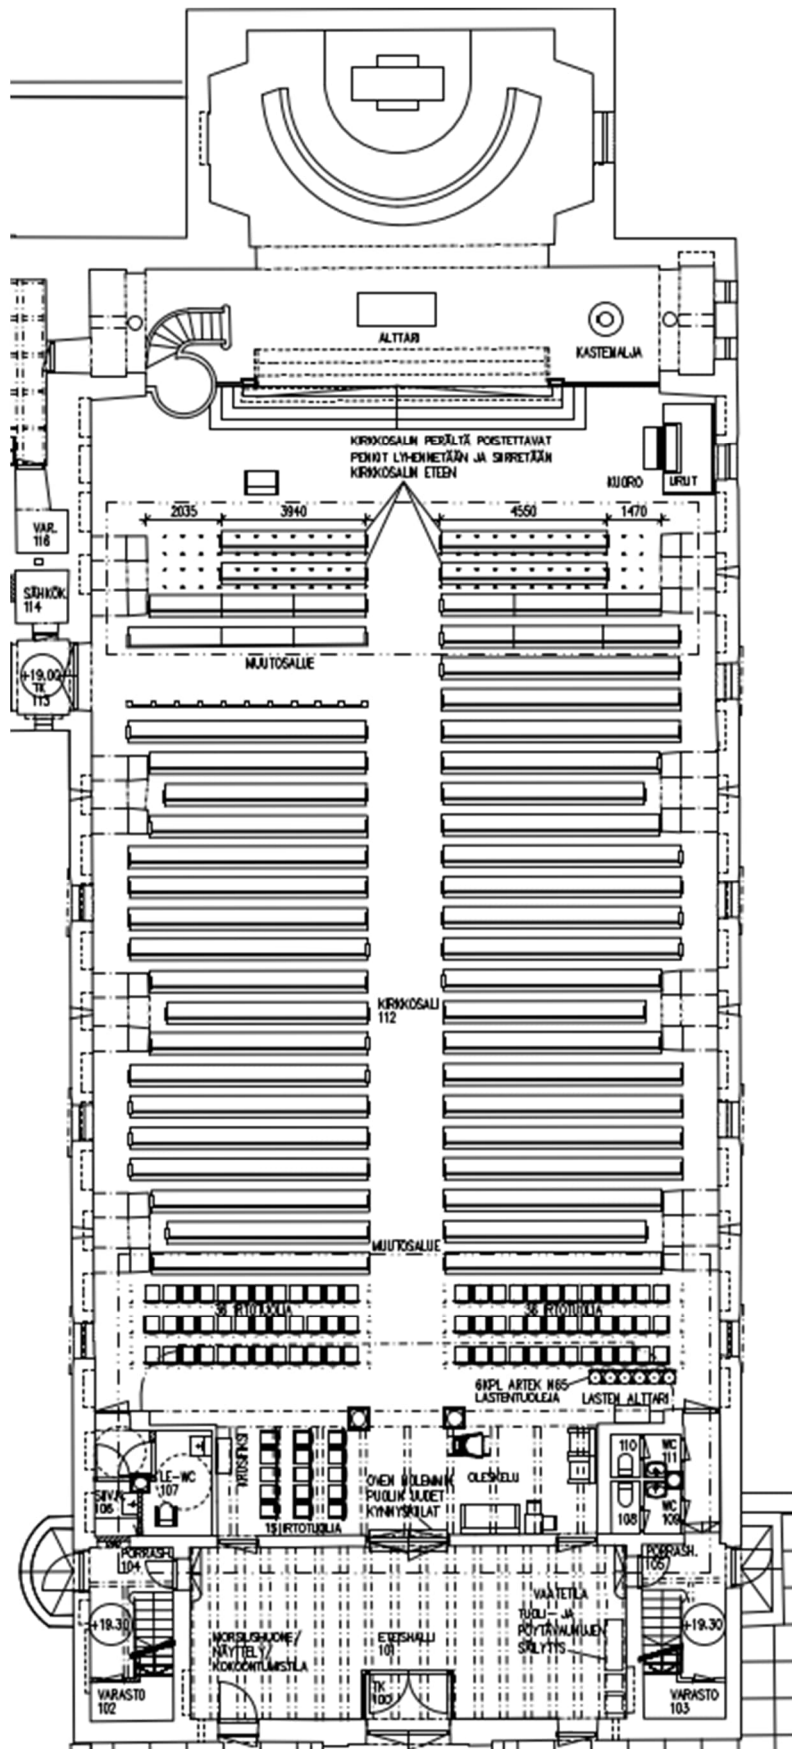 ALTTARI
KASTEMALJA
KIRKKOSALIN PERÄLTÄ POISTETTAVAT
PENKIT LYHENNETÄÄN JA SIIRRETÄÄN
KIRKKOSALIN ETEEN
KUORO
URUT
2035
3940
4550
1470
VAR.
116
SÄHKÖK.
114
+19.00
TK
113
MUUTOSALUE
KIRKKOSALI
112
MUUTOSALUE
36 IRTOTUOLIA
36 IRTOTUOLIA
6KPL ARTEK N65
LASTENTUOLEJA
LASTEN ALTTARI
KRUSIFIKSI
OVEN MOLEMMIN
PUOLIN UUDET
KYNNYSKIILAT
OLESKELU
110
WC
111
LE-WC
107
SIIV.K.
106
108
WC
109
15 IRTOTUOLIA
PORRASH.
104
PORRASH.
105
+19.30
+19.30
MORSIUSHUONE/
NÄYTTELY/
KOKOONTUMISTILA
ETEISHALLI
101
VAATETILA
TUOLI- JA
PÖYTÄVAUNUJEN
SÄILYTYS
TK
100
VARASTO
102
VARASTO
103